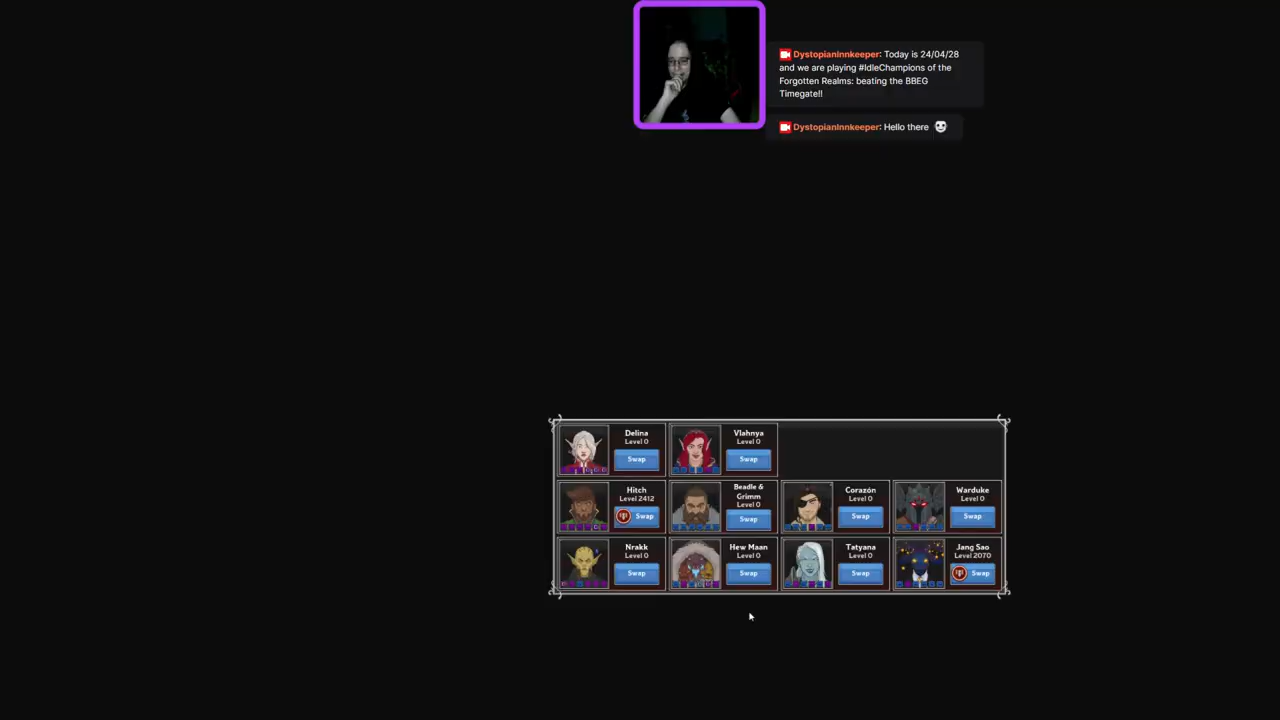 DystopianInnkeeper: Today is 24/04/28
and we are playing #IdleChampions of the
Forgotten Realms: beating the BBEG
Timegate!!
DystopianInnkeeper: Hello there
Delina
Level 0
Swap
Vlahnya
Level 0
Swap
Hitch
Level 2412
Swap
Beadle &
Grimm
Level 0
Swap
Corazón
Level 0
Swap
Warduke
Level 0
Swap
Nrakk
Level 0
Swap
Hew Maan
Level 0
Swap
Tatyana
Level 0
Swap
Jang Sao
Level 2070
Swap